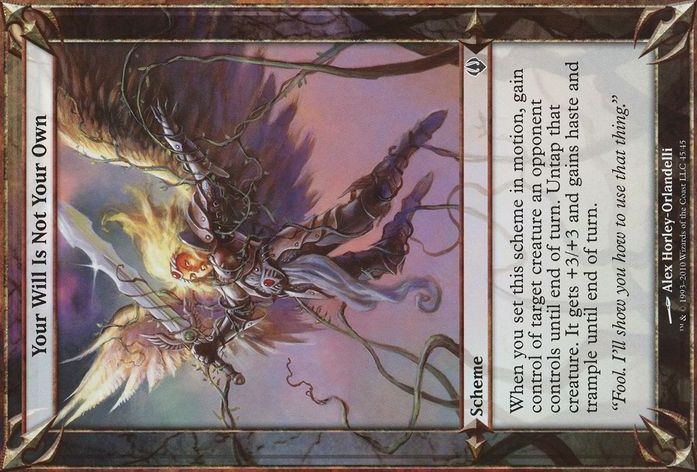 Your Will Is Not Your Own
Scheme
When you set this scheme in motion, gain
control of target creature an opponent
controls until end of turn. Untap that
creature. It gets +3/+3 and gains haste and
trample until end of turn.
“Fool. I’ll show you how to use that thing.”
Alex Horley-Orlandelli
™ & © 1993–2010 Wizards of the Coast LLC 45/45